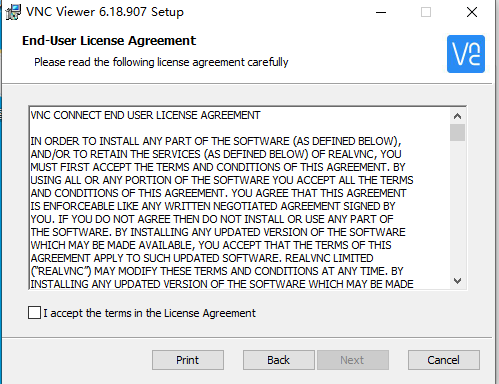 VNC Viewer 6.18.907 Setup
End-User License Agreement
Please read the following license agreement carefully
VNC CONNECT END USER LICENSE AGREEMENT
IN ORDER TO INSTALL ANY PART OF THE SOFTWARE (AS DEFINED BELOW),
AND/OR TO RETAIN THE SERVICES (AS DEFINED BELOW) OF REALVNC, YOU
MUST FIRST ACCEPT THE TERMS AND CONDITIONS OF THIS AGREEMENT. BY
USING ALL OR ANY PORTION OF THE SOFTWARE YOU ACCEPT ALL THE TERMS
AND CONDITIONS OF THIS AGREEMENT. YOU AGREE THAT THIS AGREEMENT
IS ENFORCEABLE LIKE ANY WRITTEN NEGOTIATED AGREEMENT SIGNED BY
YOU. IF YOU DO NOT AGREE THEN DO NOT INSTALL OR USE ANY PART OF
THE SOFTWARE. BY INSTALLING ANY UPDATED VERSION OF THE SOFTWARE
WHICH MAY BE MADE AVAILABLE, YOU ACCEPT THAT THE TERMS OF THIS
AGREEMENT APPLY TO SUCH UPDATED SOFTWARE. REALVNC LIMITED
("REALVNC") MAY MODIFY THESE TERMS AND CONDITIONS AT ANY TIME. BY
INSTALLING ANY UPDATED VERSION OF THE SOFTWARE WHICH MAY BE MADE
I accept the terms in the License Agreement
Print
Back
Next
Cancel